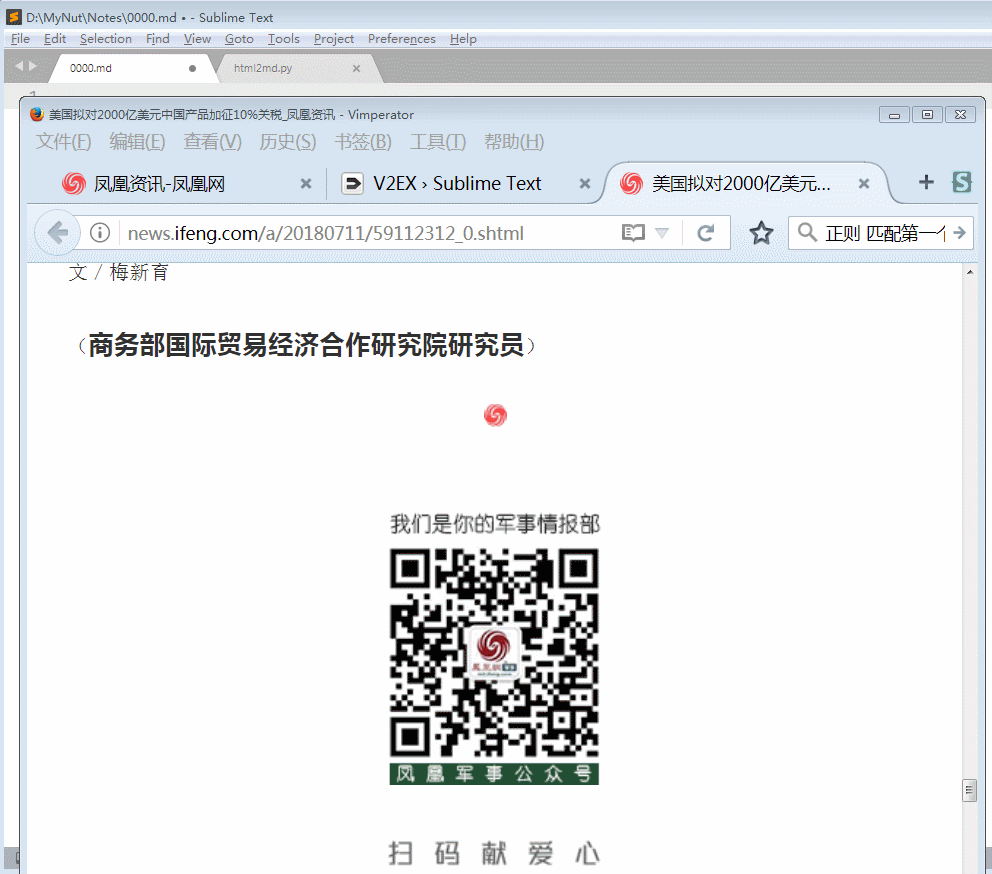 D:\MyNut\Notes\0000.md • - Sublime Text
File Edit Selection Find View Goto Tools Project Preferences Help
0000.md html2md.py
1
美国拟对2000亿美元中国产品加征10%关税_凤凰资讯 - Vimperator
文件(F) 编辑(E) 查看(V) 历史(S) 书签(B) 工具(T) 帮助(H)
凤凰资讯-凤凰网 V2EX › Sublime Text 美国拟对2000亿美元...
news.ifeng.com/a/20180711/59112312_0.shtml 正则 匹配第一个
文 / 梅新育
（商务部国际贸易经济合作研究院研究员）
我们是你的军事情报部
凤凰军事公众号
扫码献爱心